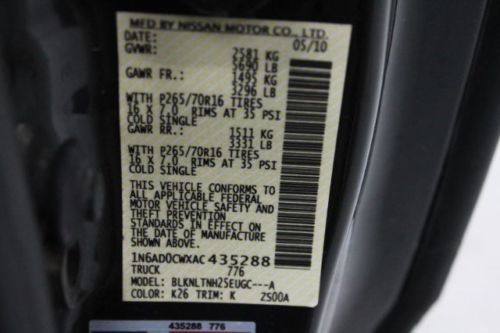 MFD BY NISSAN MOTOR CO., LTD.
DATE: 05/10
GVWR: 2581 KG
5690 LB
GAWR FR.: 1495 KG
3296 LB
WITH P265/70R16 TIRES
16 X 7.0 RIMS AT 35 PSI
COLD SINGLE
GAWR RR.: 1511 KG
3331 LB
WITH P265/70R16 TIRES
16 X 7.0 RIMS AT 35 PSI
COLD SINGLE
THIS VEHICLE CONFORMS TO
ALL APPLICABLE FEDERAL
MOTOR VEHICLE SAFETY AND
THEFT PREVENTION
STANDARDS IN EFFECT ON
THE DATE OF MANUFACTURE
SHOWN ABOVE.
1N6AD0CWXAC435288
TRUCK 776
MODEL: BLKNLTNH25EUGC---A
COLOR: K26 TRIM: K ZS00A
435288 776